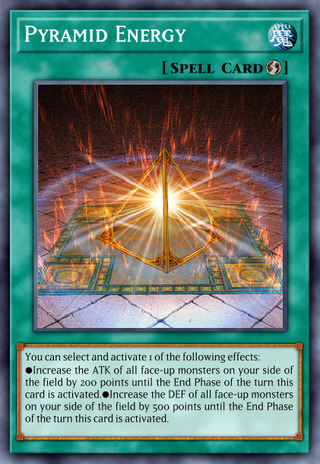 Pyramid Energy
魔
[Spell Card]
You can select and activate 1 of the following effects:
●Increase the ATK of all face-up monsters on your side of
the field by 200 points until the End Phase of the turn this
card is activated.●Increase the DEF of all face-up monsters
on your side of the field by 500 points until the End Phase
of the turn this card is activated.